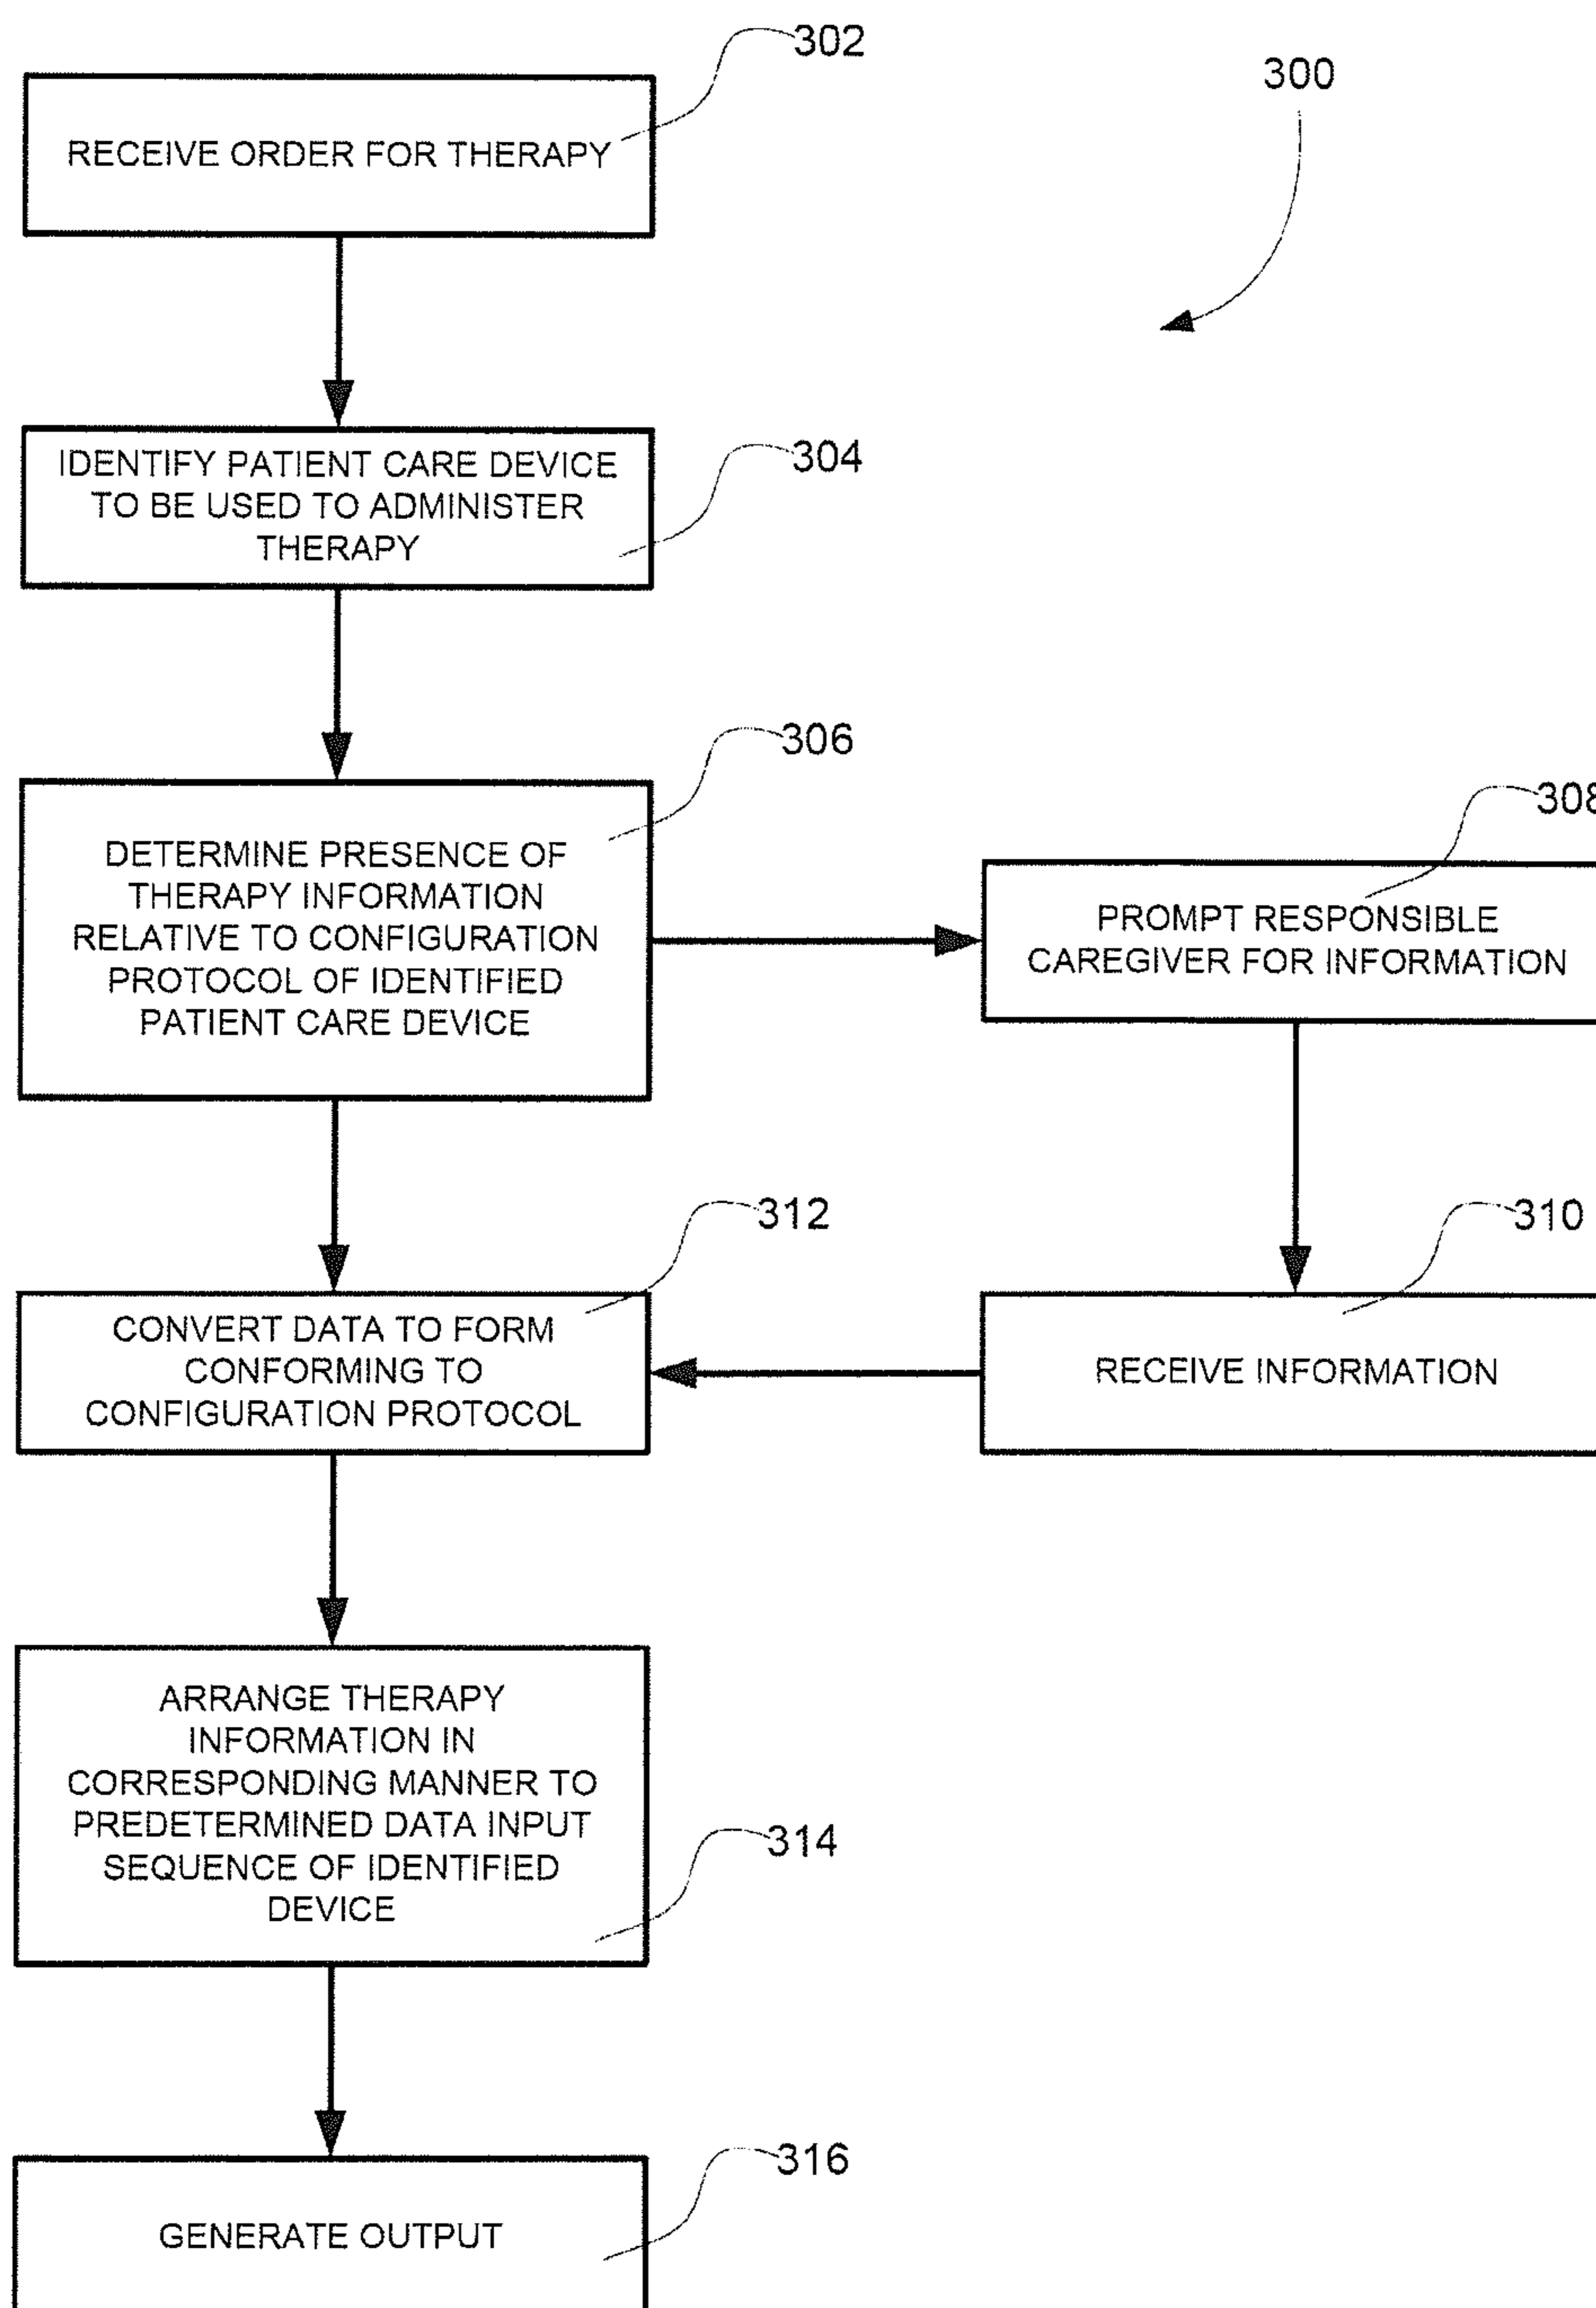 302
300
RECEIVE ORDER FOR THERAPY
304
IDENTIFY PATIENT CARE DEVICE
TO BE USED TO ADMINISTER
THERAPY
306
308
DETERMINE PRESENCE OF
THERAPY INFORMATION
RELATIVE TO CONFIGURATION
PROTOCOL OF IDENTIFIED
PATIENT CARE DEVICE
PROMPT RESPONSIBLE
CAREGIVER FOR INFORMATION
312
310
CONVERT DATA TO FORM
CONFORMING TO
CONFIGURATION PROTOCOL
RECEIVE INFORMATION
ARRANGE THERAPY
INFORMATION IN
CORRESPONDING MANNER TO
PREDETERMINED DATA INPUT
SEQUENCE OF IDENTIFIED
DEVICE
314
316
GENERATE OUTPUT